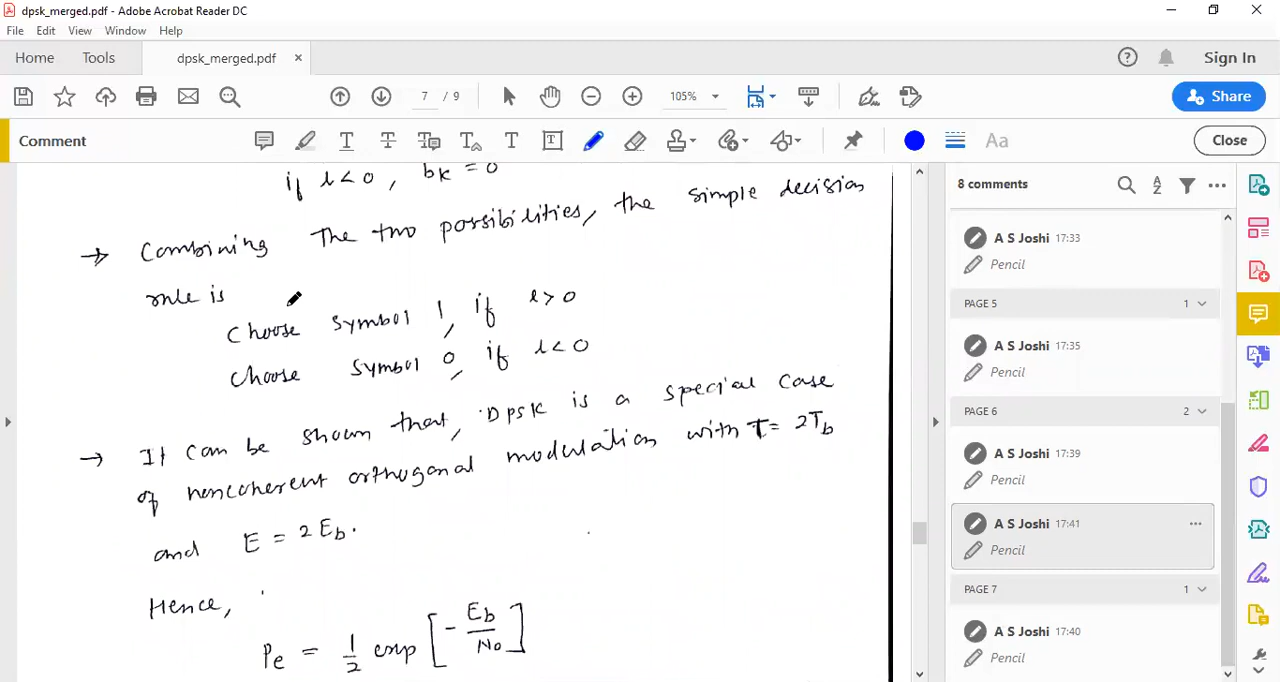 dpsk_merged.pdf - Adobe Acrobat Reader DC
File Edit View Window Help
Home Tools dpsk_merged.pdf × Sign In
7 / 9 105% Share
Comment Aa Close
if l < 0 , bk = 0
→ Combining the two possibilities, the simple decision
rule is
choose symbol 1, if l > 0
choose symbol 0, if l < 0
→ It can be shown that, DPSK is a special case
of noncoherent orthogonal modulation with T = 2Tb
and E = 2Eb.
Hence,
Pe = 1/2 exp [ - Eb/No ]
8 comments
A S Joshi 17:33
Pencil
PAGE 5 1
A S Joshi 17:35
Pencil
PAGE 6 2
A S Joshi 17:39
Pencil
A S Joshi 17:41
Pencil
PAGE 7 1
A S Joshi 17:40
Pencil